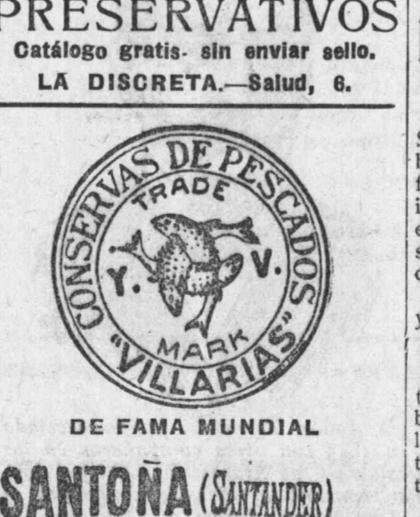 PRESERVATIVOS
Catálogo gratis- sin enviar sello.
LA DISCRETA.—Salud, 6.
CONSERVAS DE PESCADOS
TRADE
Y. V.
MARK
"VILLARIAS"
DE FAMA MUNDIAL
SANTOÑA (SANTANDER)